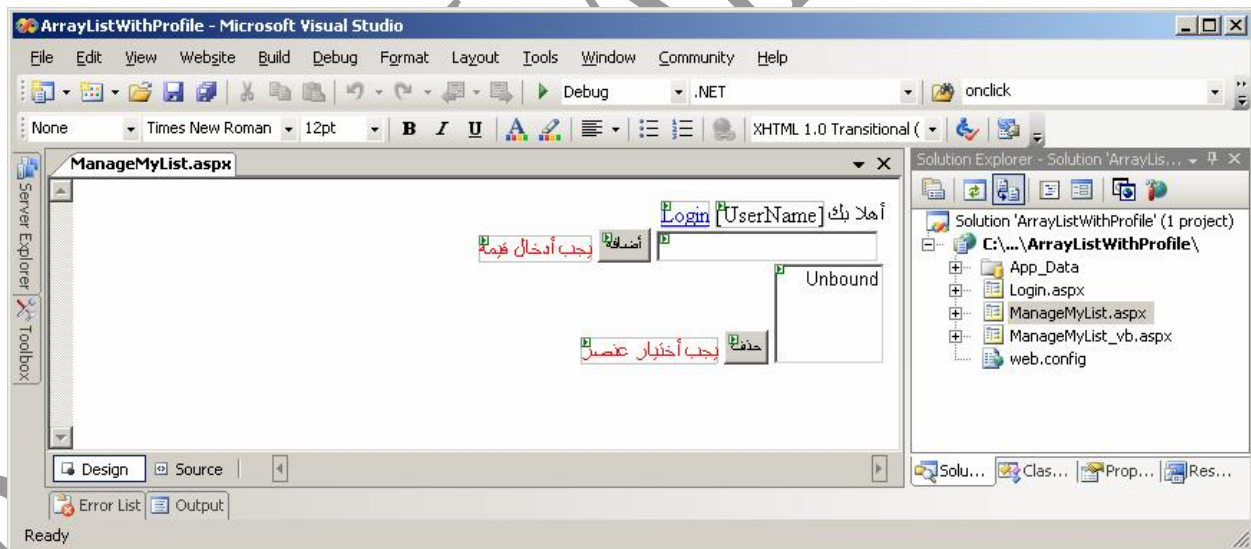 ArrayListWithProfile - Microsoft Visual Studio
File Edit View Website Build Debug Format Layout Tools Window Community Help
Debug .NET onclick
None Times New Roman 12pt B I U A XHTML 1.0 Transitional (
Server Explorer
Toolbox
ManageMyList.aspx
أهلا بك [UserName] Login
أضافة يجب أدخال قيمة
Unbound
حذف يجب أختيار عنصر
Design Source
Solution Explorer - Solution 'ArrayLis...
Solution 'ArrayListWithProfile' (1 project)
C:\...\ArrayListWithProfile\
App_Data
Login.aspx
ManageMyList.aspx
ManageMyList_vb.aspx
web.config
Solu... Clas... Prop... Res...
Error List Output
Ready